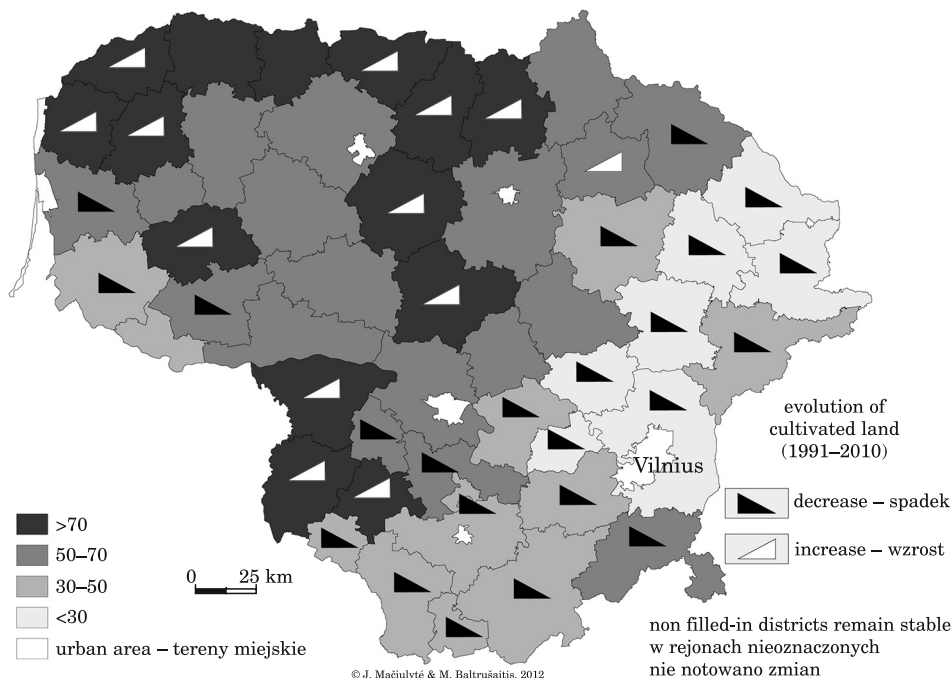 Vilnius
evolution of
cultivated land
(1991–2010)
decrease – spadek
increase – wzrost
>70
50–70
30–50
<30
urban area – tereny miejskie
0 25 km
non filled-in districts remain stable
w rejonach nieoznaczonych
nie notowano zmian
© J. Mačiulyté & M. Baltrušaitis, 2012